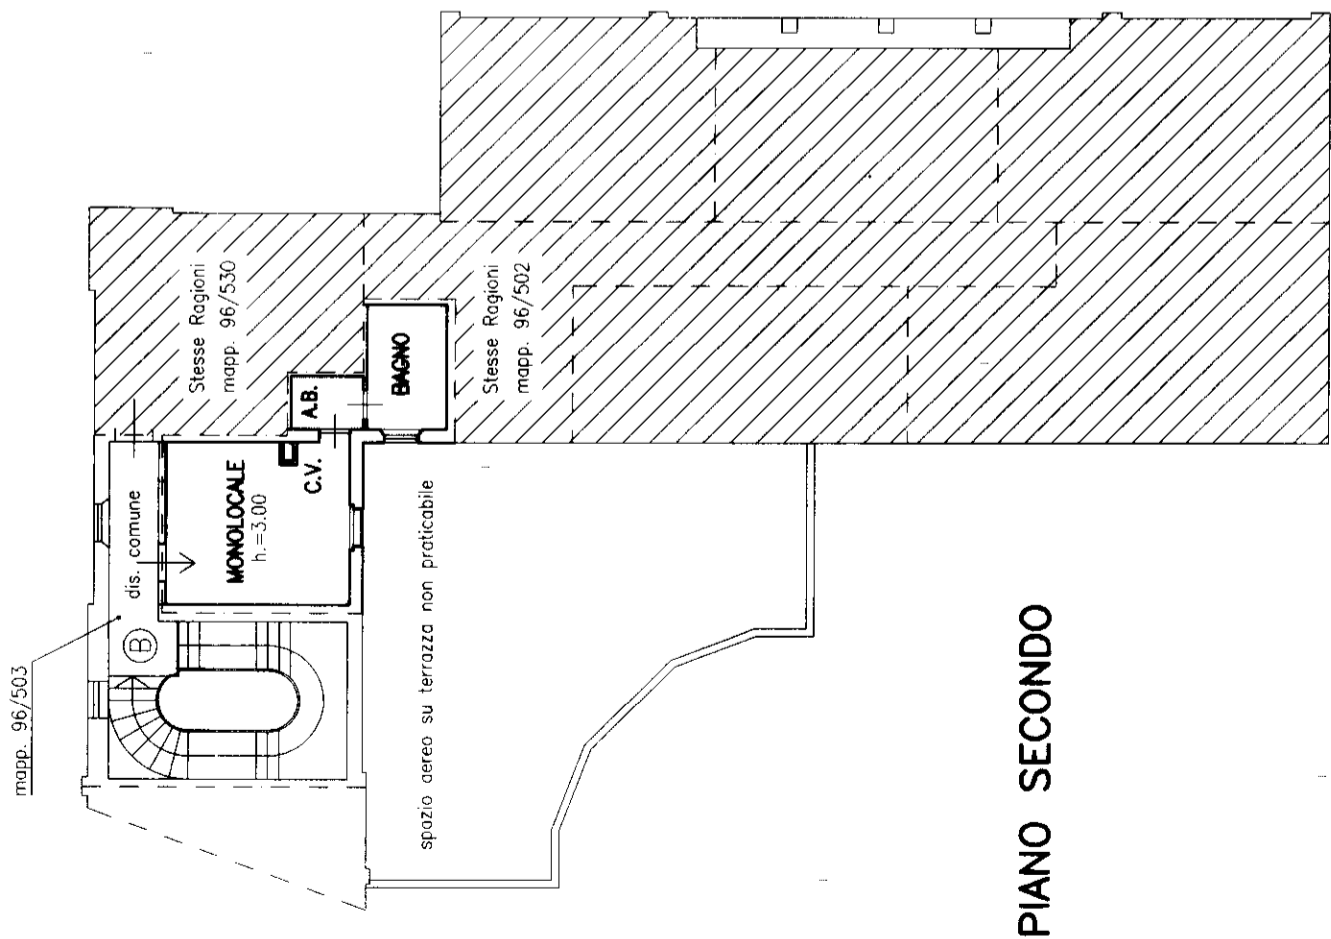 mapp. 96/503
B
dis. comune
MONOLOCALE
h.=3.00
C.V.
A.B.
BAGNO
Stesse Ragioni
mapp. 96/530
Stesse Ragioni
mapp. 96/502
spazio aereo su terrazza non praticabile
PIANO SECONDO